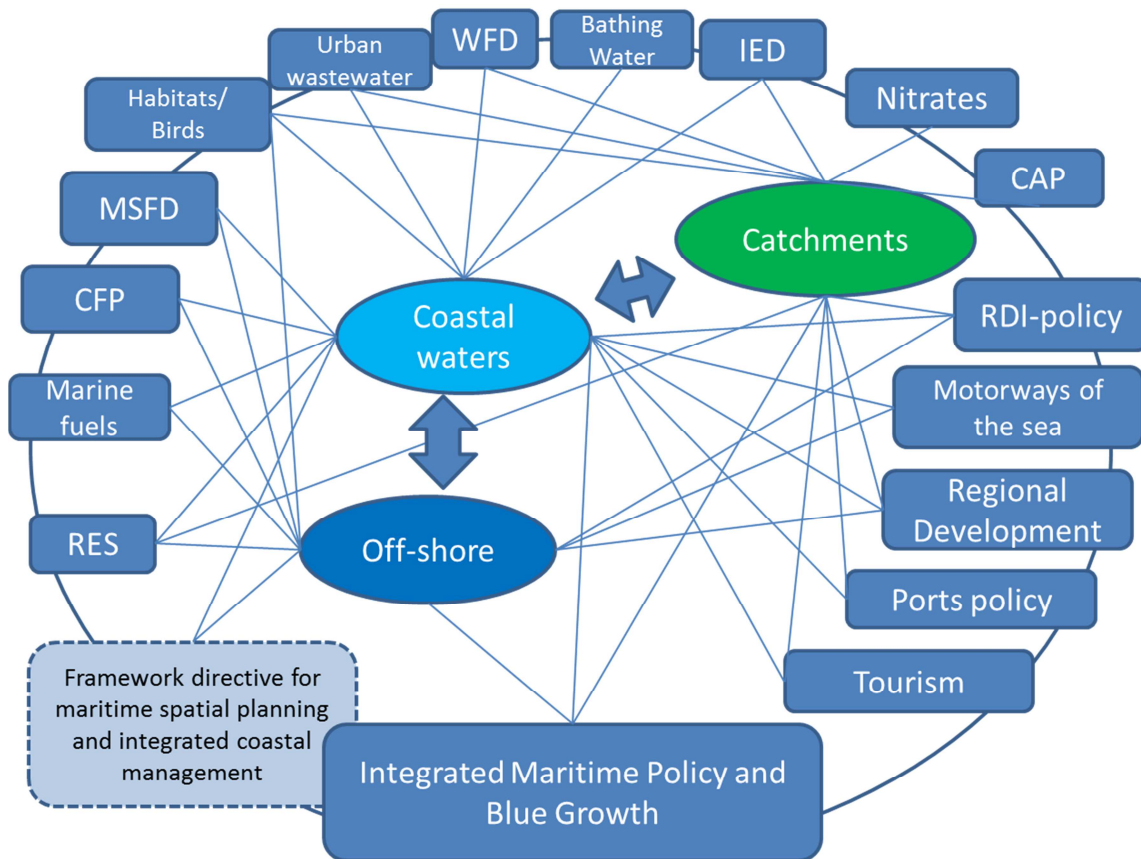 Urban
wastewater
WFD
Bathing
Water
IED
Nitrates
Habitats/
Birds
MSFD
CAP
Catchments
CFP
Coastal
waters
RDI-policy
Marine
fuels
Motorways of
the sea
Regional
Development
RES
Off-shore
Ports policy
Tourism
Framework directive for
maritime spatial planning
and integrated coastal
management
Integrated Maritime Policy and
Blue Growth